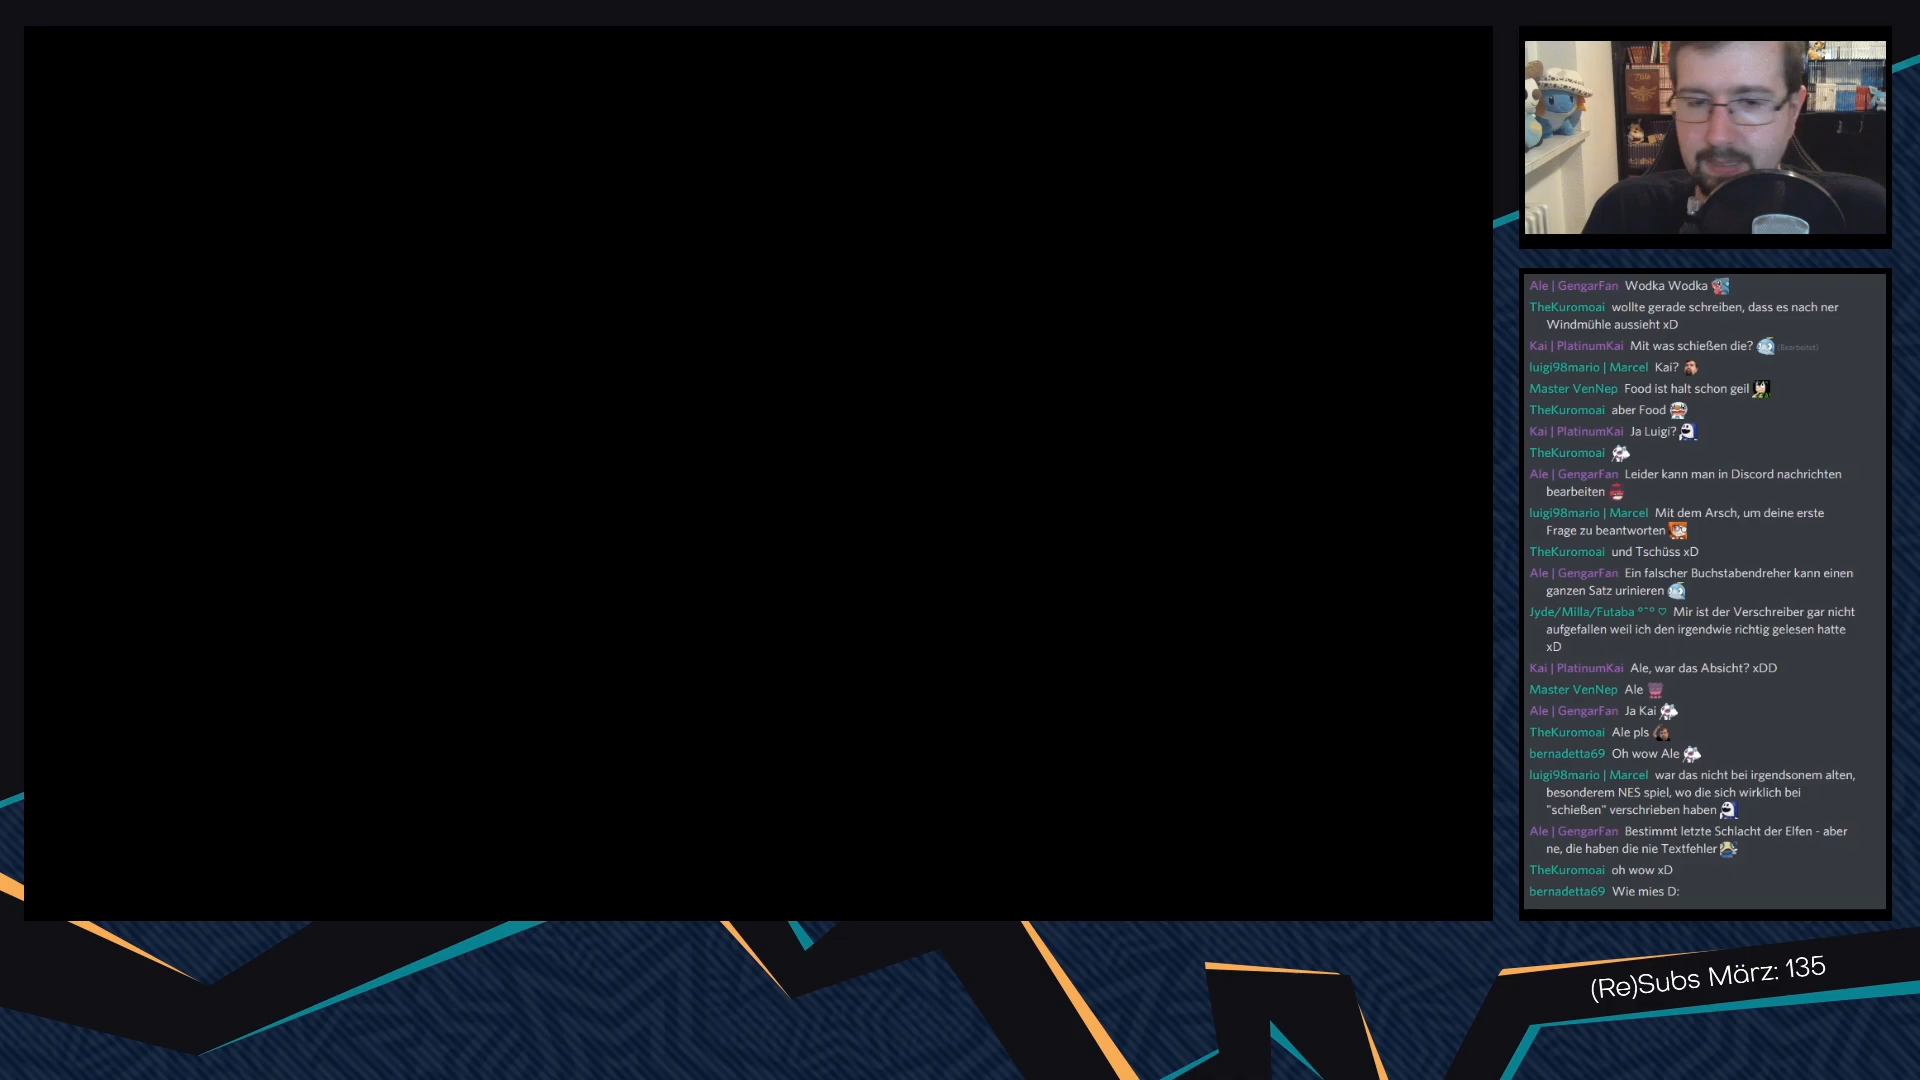 Ale | GengarFan Wodka Wodka
TheKuromoai wollte gerade schreiben, dass es nach ner
Windmühle aussieht xD
Kai | PlatinumKai Mit was schießen die? (Bearbeitet)
luigi98mario | Marcel Kai?
Master VenNep Food ist halt schon geil
TheKuromoai aber Food
Kai | PlatinumKai Ja Luigi?
TheKuromoai
Ale | GengarFan Leider kann man in Discord nachrichten
bearbeiten
luigi98mario | Marcel Mit dem Arsch, um deine erste
Frage zu beantworten
TheKuromoai und Tschüss xD
Ale | GengarFan Ein falscher Buchstabendreher kann einen
ganzen Satz urinieren
Jyde/Milla/Futaba °^° ♡ Mir ist der Verschreiber gar nicht
aufgefallen weil ich den irgendwie richtig gelesen hatte
xD
Kai | PlatinumKai Ale, war das Absicht? xDD
Master VenNep Ale
Ale | GengarFan Ja Kai
TheKuromoai Ale pls
bernadetta69 Oh wow Ale
luigi98mario | Marcel war das nicht bei irgendsonem alten,
besonderem NES spiel, wo die sich wirklich bei
"schießen" verschrieben haben
Ale | GengarFan Bestimmt letzte Schlacht der Elfen - aber
ne, die haben die nie Textfehler
TheKuromoai oh wow xD
bernadetta69 Wie mies D:
(Re)Subs März: 135